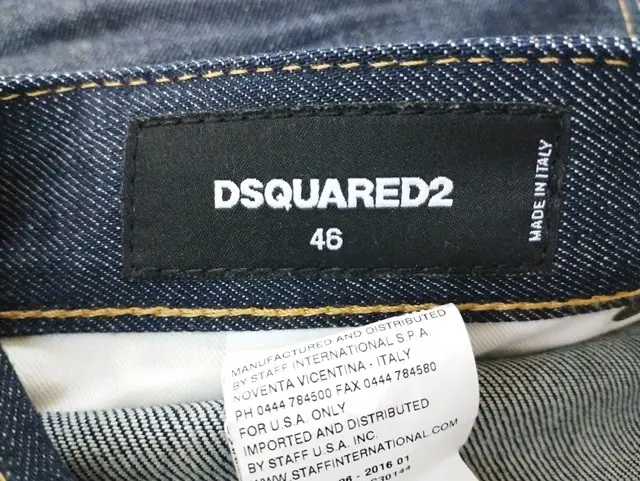 DSQUARED2
46
MADE IN ITALY
MANUFACTURED AND DISTRIBUTED
BY STAFF INTERNATIONAL S.P.A.
NOVENTA VICENTINA - ITALY
PH 0444 784500 FAX 0444 784580
FOR U.S.A. ONLY
IMPORTED AND DISTRIBUTED
BY STAFF U.S.A. INC.
WWW.STAFFINTERNATIONAL.COM
- 2016 01